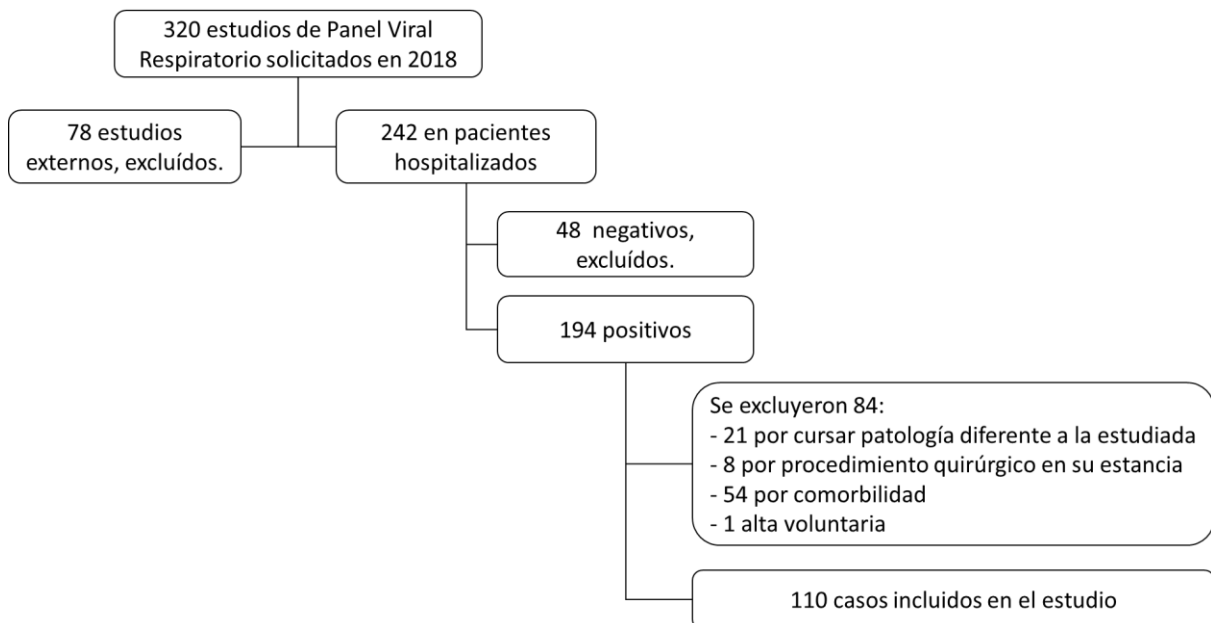 320 estudios de Panel Viral
Respiratorio solicitados en 2018
78 estudios
externos, excluídos.
242 en pacientes
hospitalizados
48 negativos,
excluídos.
194 positivos
Se excluyeron 84:
- 21 por cursar patología diferente a la estudiada
- 8 por procedimiento quirúrgico en su estancia
- 54 por comorbilidad
- 1 alta voluntaria
110 casos incluidos en el estudio